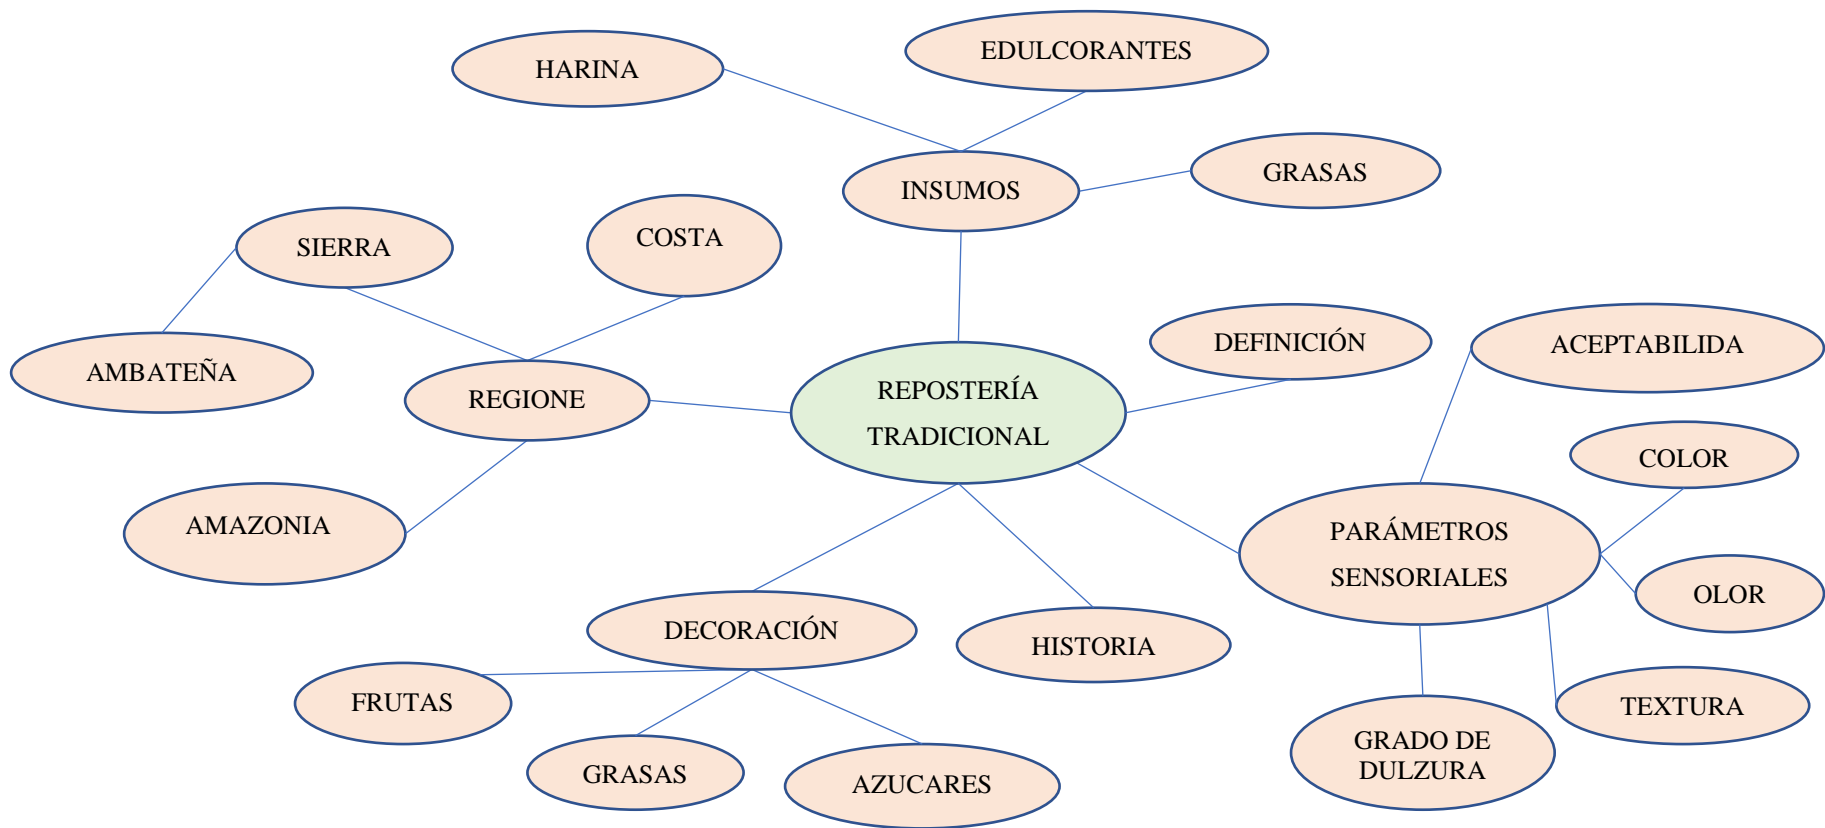 EDULCORANTES
HARINA
GRASAS
INSUMOS
COSTA
SIERRA
DEFINICIÓN
ACEPTABILIDA
AMBATEÑA
REGIONE
REPOSTERÍA
TRADICIONAL
COLOR
AMAZONIA
PARÁMETROS
SENSORIALES
OLOR
DECORACIÓN
HISTORIA
FRUTAS
TEXTURA
GRASAS
AZUCARES
GRADO DE
DULZURA